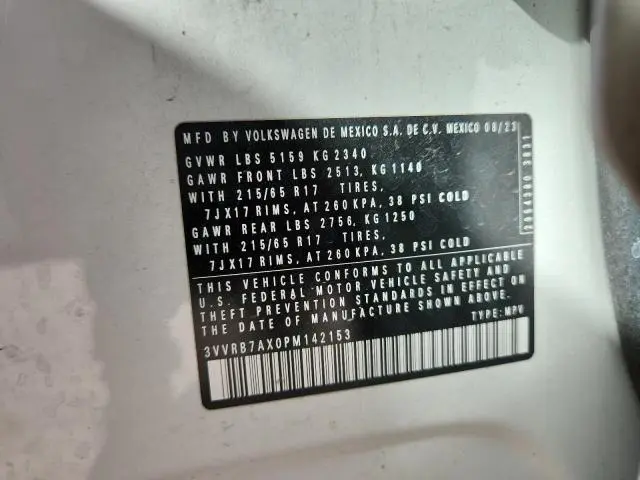 MFD BY VOLKSWAGEN DE MEXICO S.A. DE C.V. MEXICO 08/23
GVWR LBS 5159 KG 2340
GAWR FRONT LBS 2513, KG 1140
WITH 215/65 R17 TIRES,
7JX17 RIMS, AT 260 KPA, 38 PSI COLD
GAWR REAR LBS 2756, KG 1250
WITH 215/65 R17 TIRES,
7JX17 RIMS, AT 260 KPA, 38 PSI COLD
THIS VEHICLE CONFORMS TO ALL APPLICABLE
U.S. FEDERAL MOTOR VEHICLE SAFETY AND
THEFT PREVENTION STANDARDS IN EFFECT ON
THE DATE OF MANUFACTURE SHOWN ABOVE.
3VVRB7AX0PM142153
TYPE: MPV